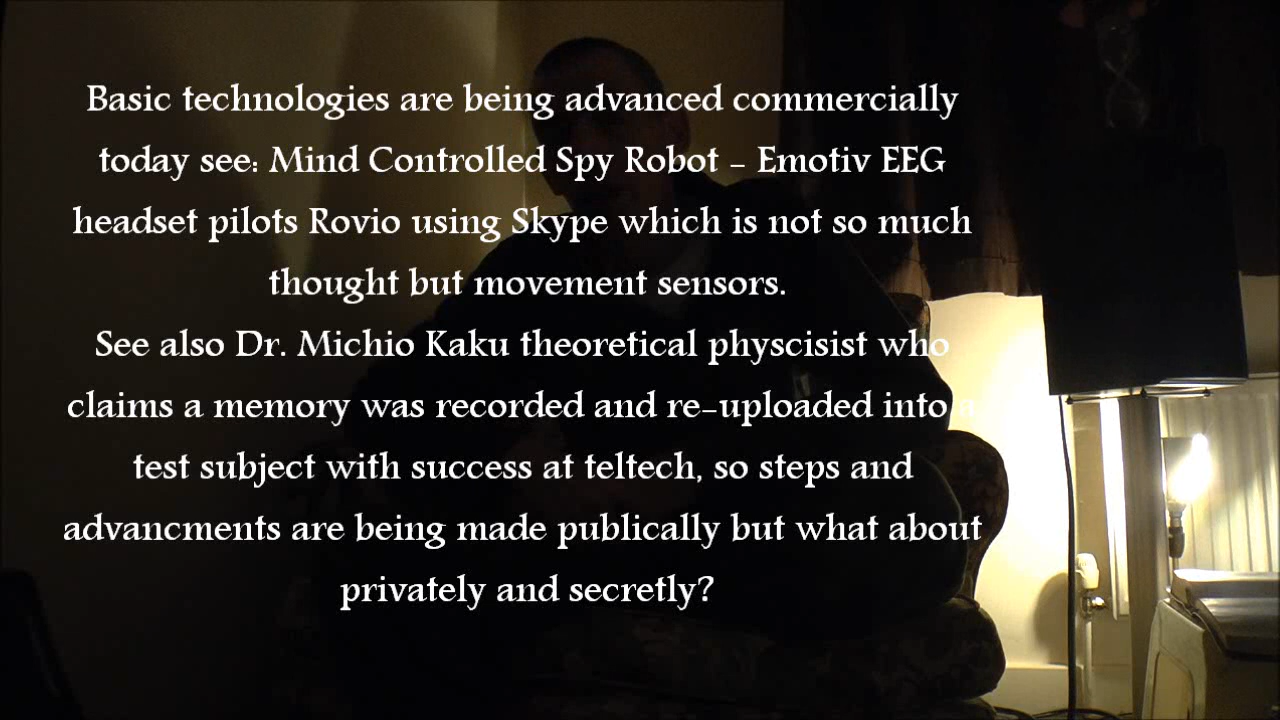 Basic technologies are being advanced commercially
today see: Mind Controlled Spy Robot - Emotiv EEG
headset pilots Rovio using Skype which is not so much
thought but movement sensors.
See also Dr. Michio Kaku theoretical physcisist who
claims a memory was recorded and re-uploaded into a
test subject with success at teltech, so steps and
advancments are being made publically but what about
privately and secretly?